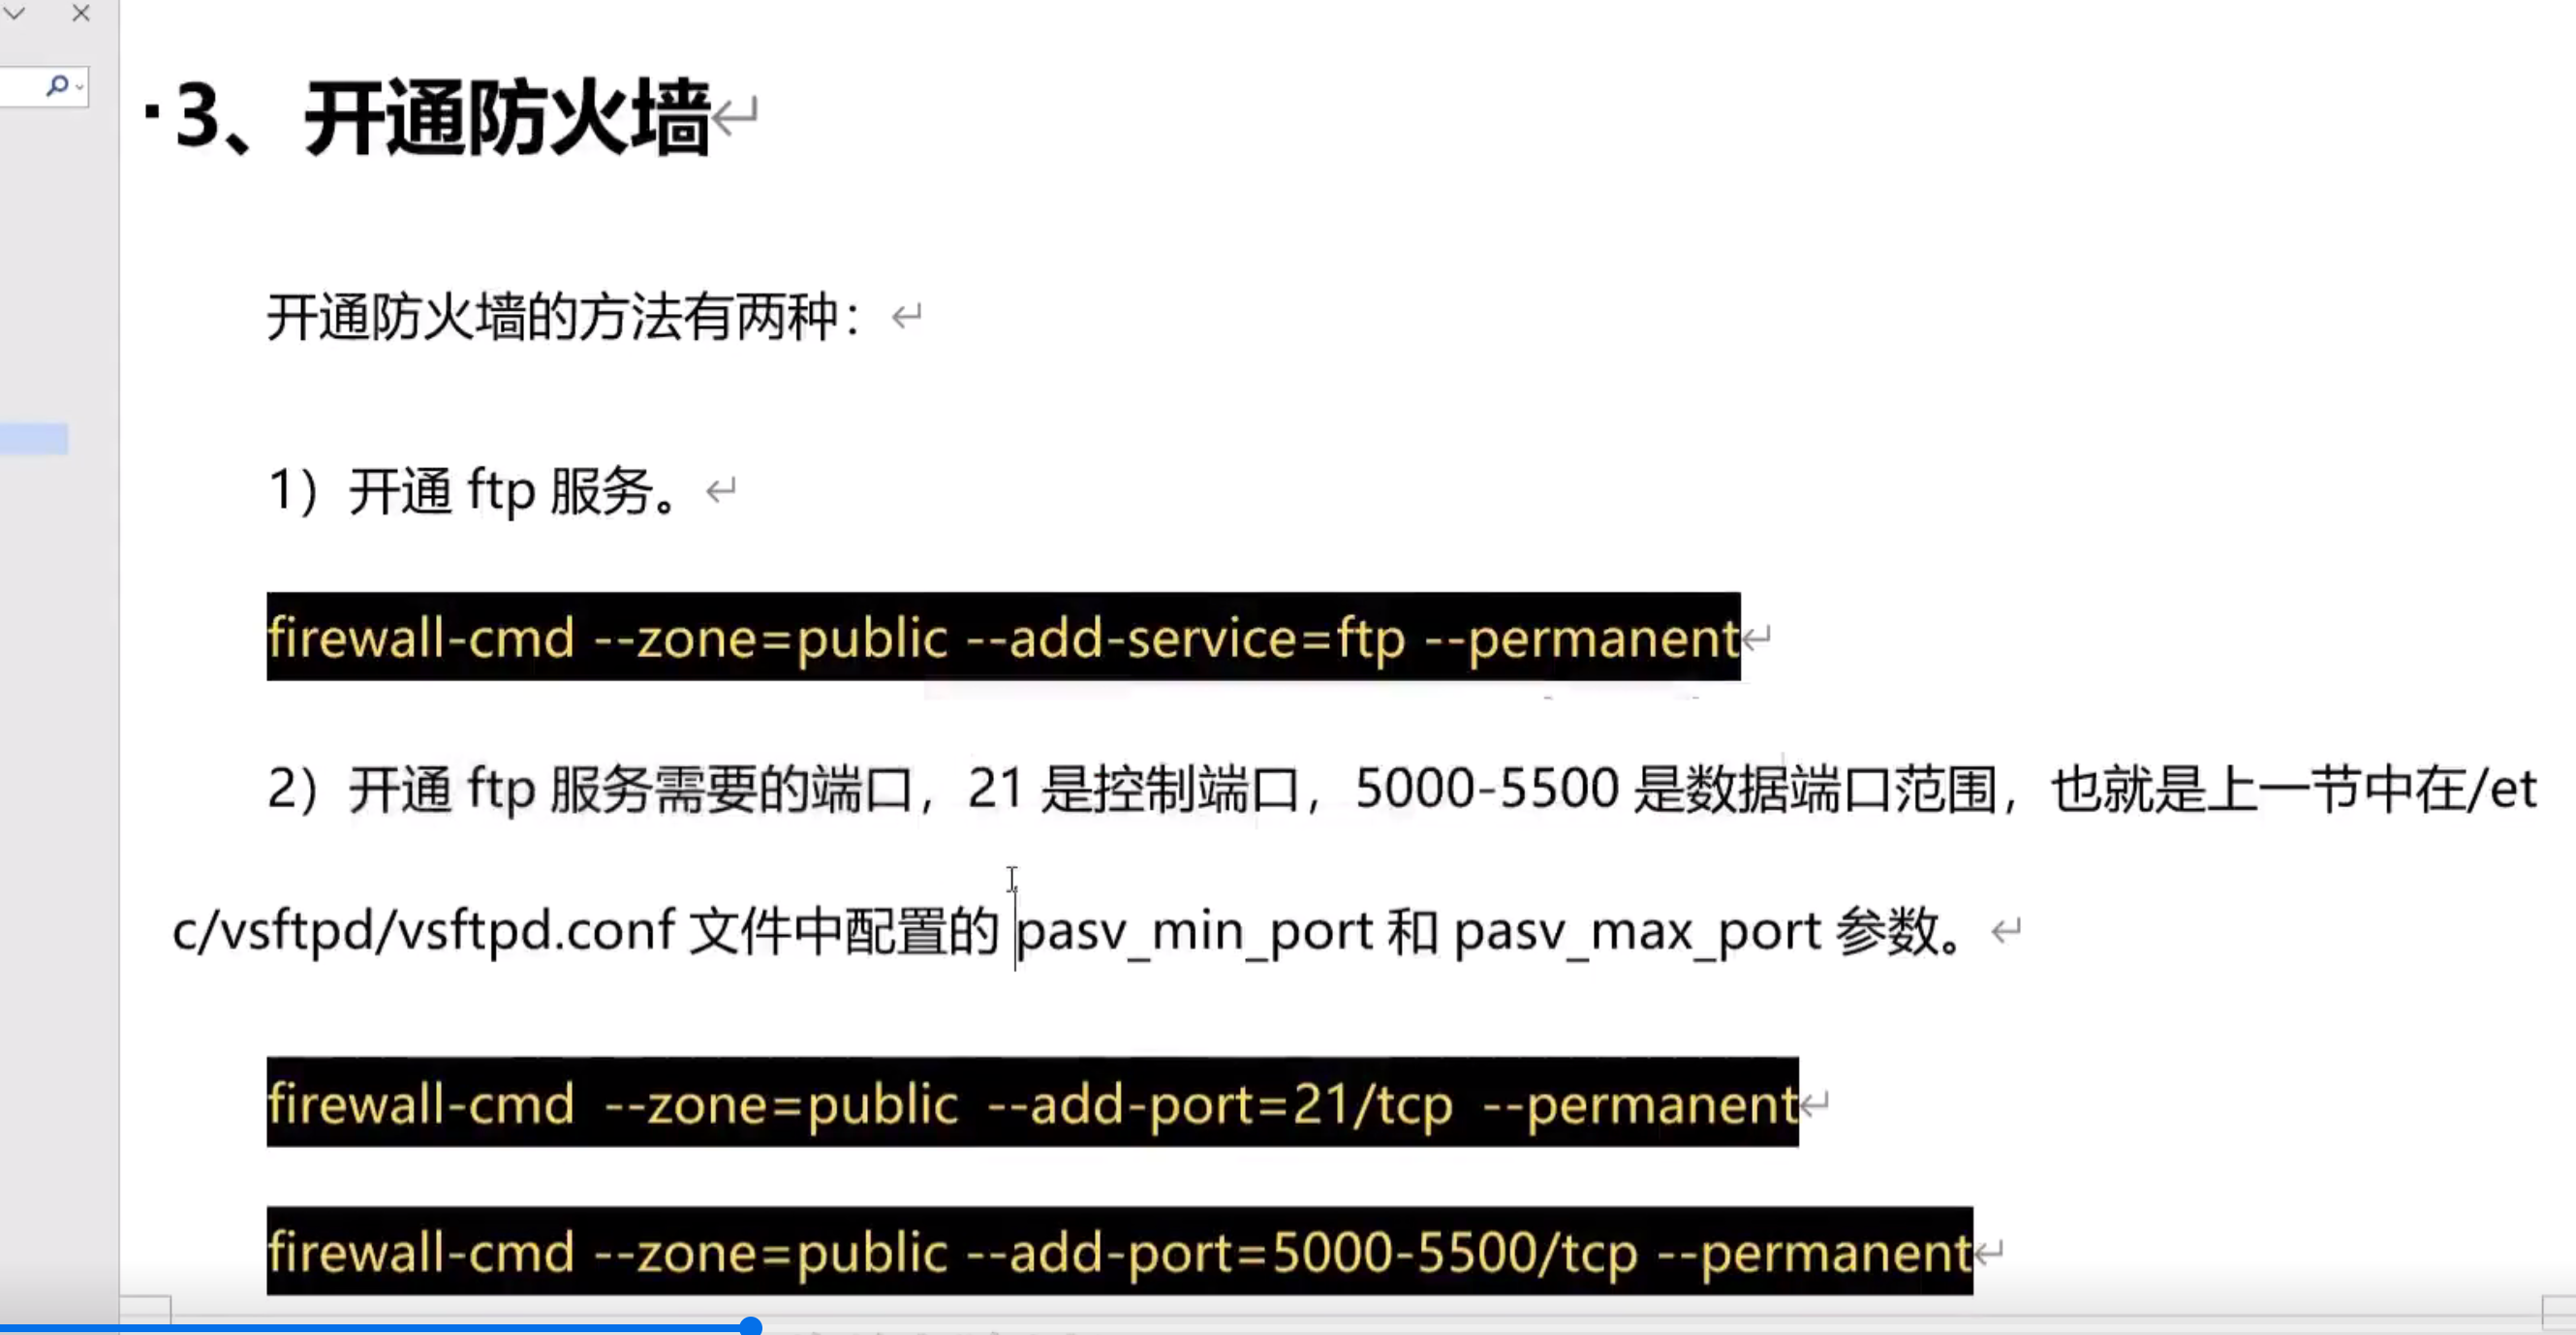 3、开通防火墙
开通防火墙的方法有两种：
1）开通 ftp 服务。
firewall-cmd --zone=public --add-service=ftp --permanent
2）开通 ftp 服务需要的端口，21 是控制端口，5000-5500 是数据端口范围，也就是上一节中在/et
c/vsftpd/vsftpd.conf 文件中配置的 pasv_min_port 和 pasv_max_port 参数。
firewall-cmd  --zone=public  --add-port=21/tcp  --permanent
firewall-cmd --zone=public --add-port=5000-5500/tcp --permanent